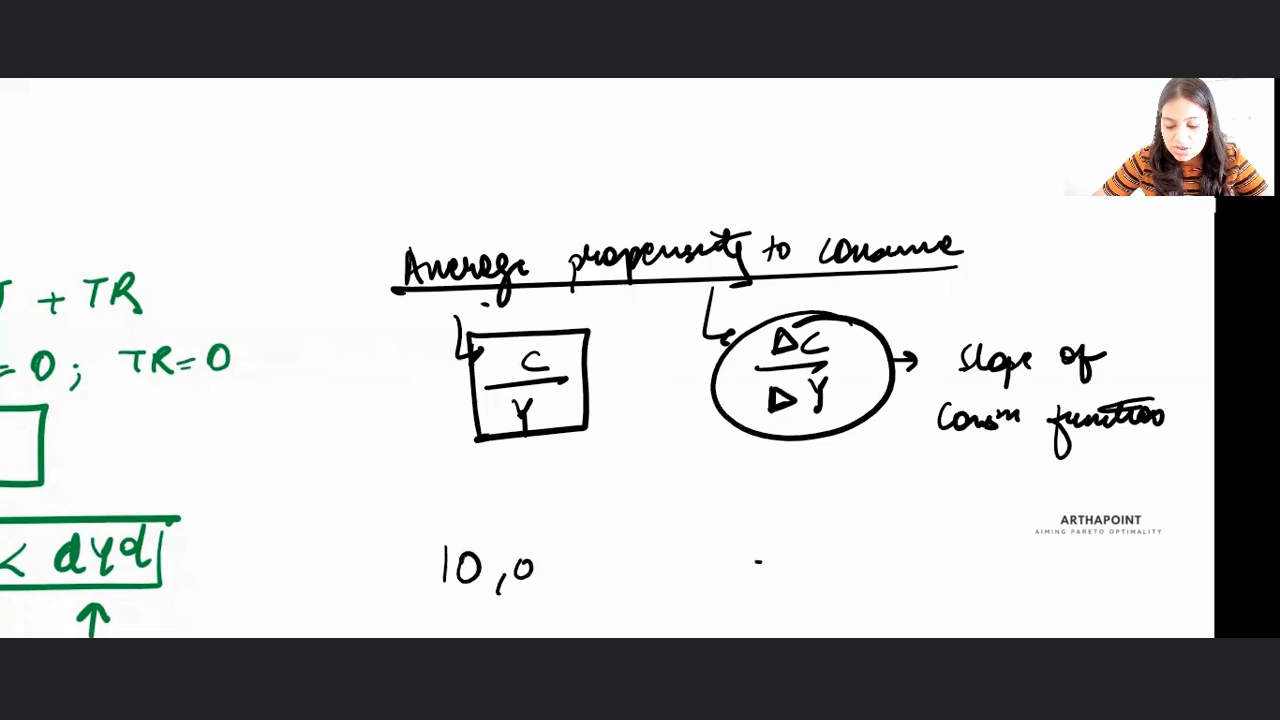 Average propensity to consume
+ TR
= 0 ; TR = 0
C
Y
ΔC
ΔY
→ slope of
consᵐ function
< dYd
↑
ARTHAPOINT
AIMING PARETO OPTIMALITY
10,0